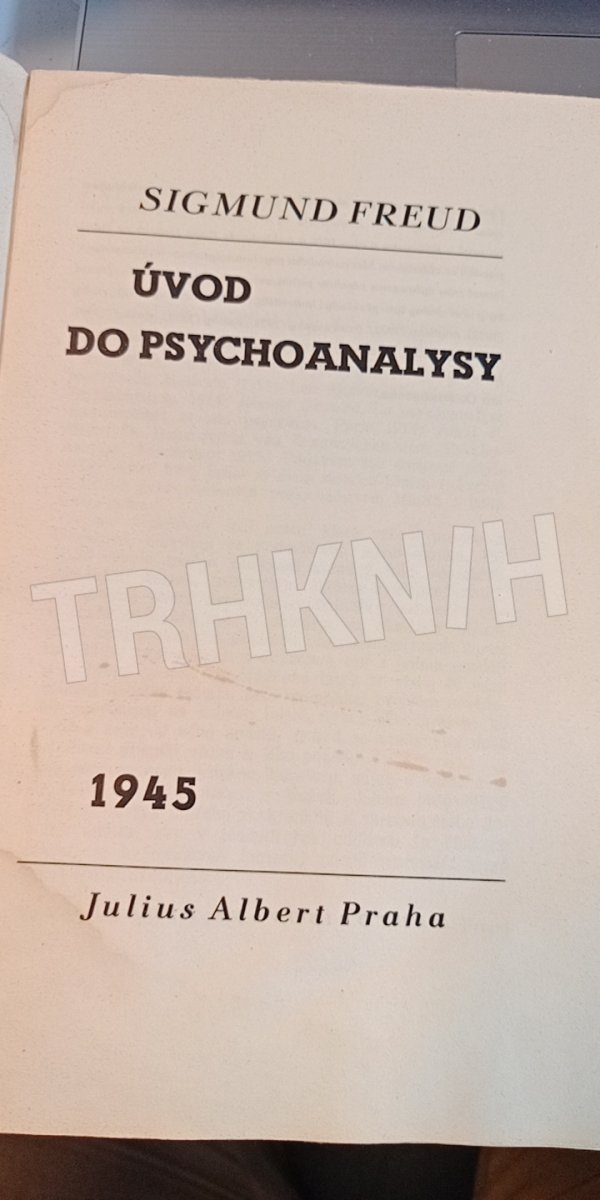 SIGMUND FREUD
ÚVOD
DO PSYCHOANALYSY
TRHKNIH
1945
Julius Albert Praha